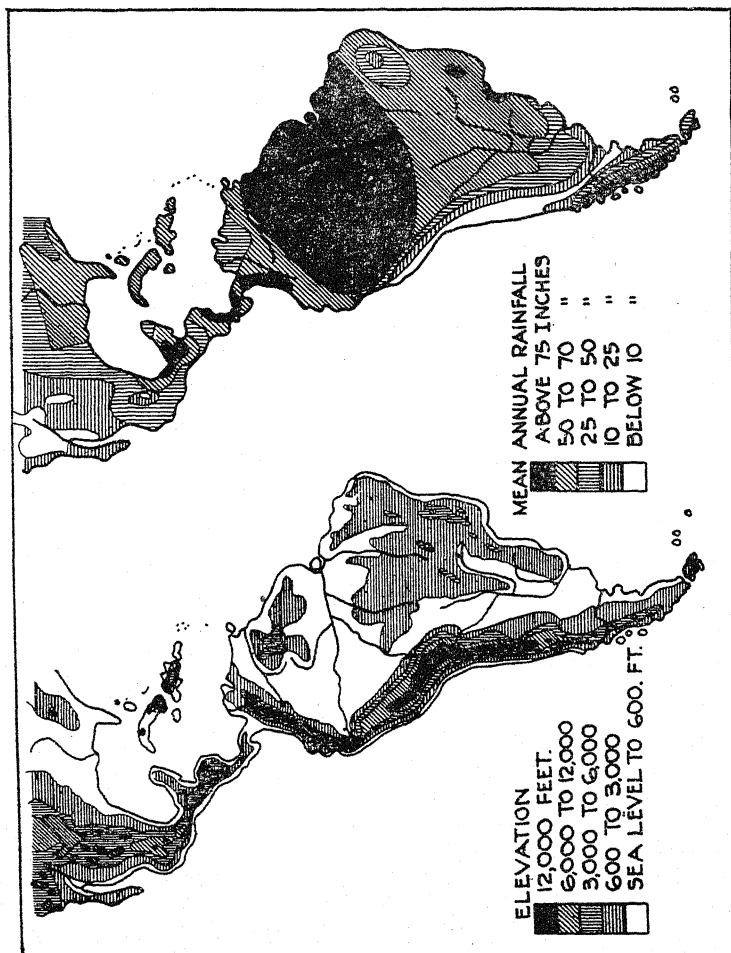 MEAN ANNUAL RAINFALL
ABOVE 75 INCHES
50 TO 70 "
25 TO 50 "
10 TO 25 "
BELOW 10 "
ELEVATION
12,000 FEET.
6,000 TO 12,000
3,000 TO 6,000
600 TO 3,000
SEA LEVEL TO 600. FT.